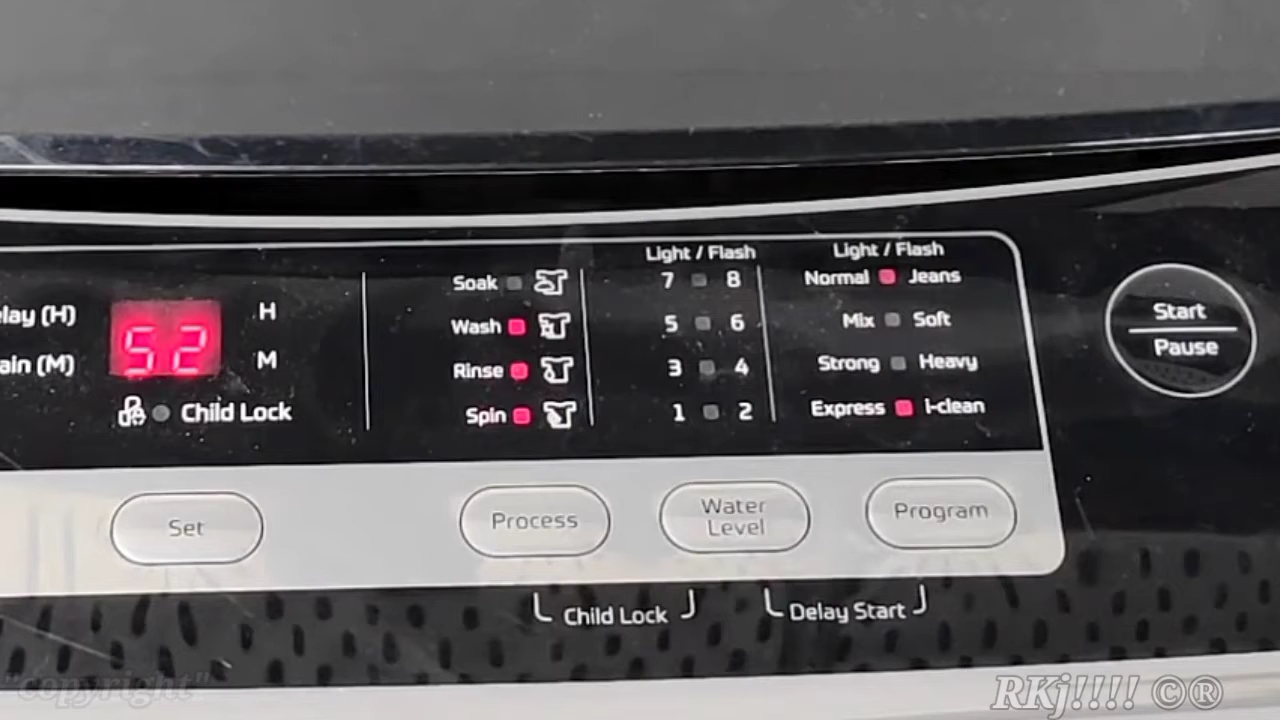 Light / Flash
Light / Flash
elay (H)
52
H
ain (M)
M
Child Lock
Soak
Wash
Rinse
Spin
7 8
5 6
3 4
1 2
Normal Jeans
Mix Soft
Strong Heavy
Express i-clean
Start
Pause
Set
Process
Water
Level
Program
Child Lock
Delay Start
"copyright"
RKj!!!! ©®